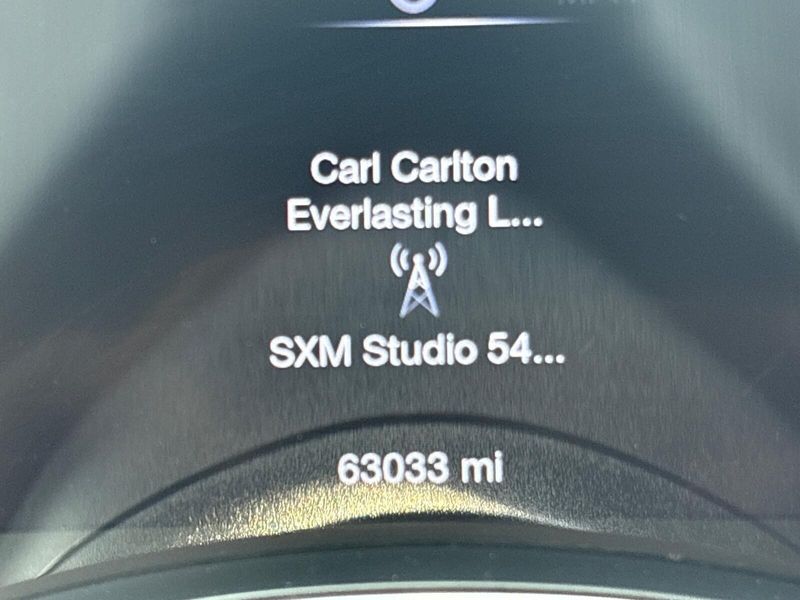 Carl Carlton
Everlasting L...
SXM Studio 54...
63033 mi